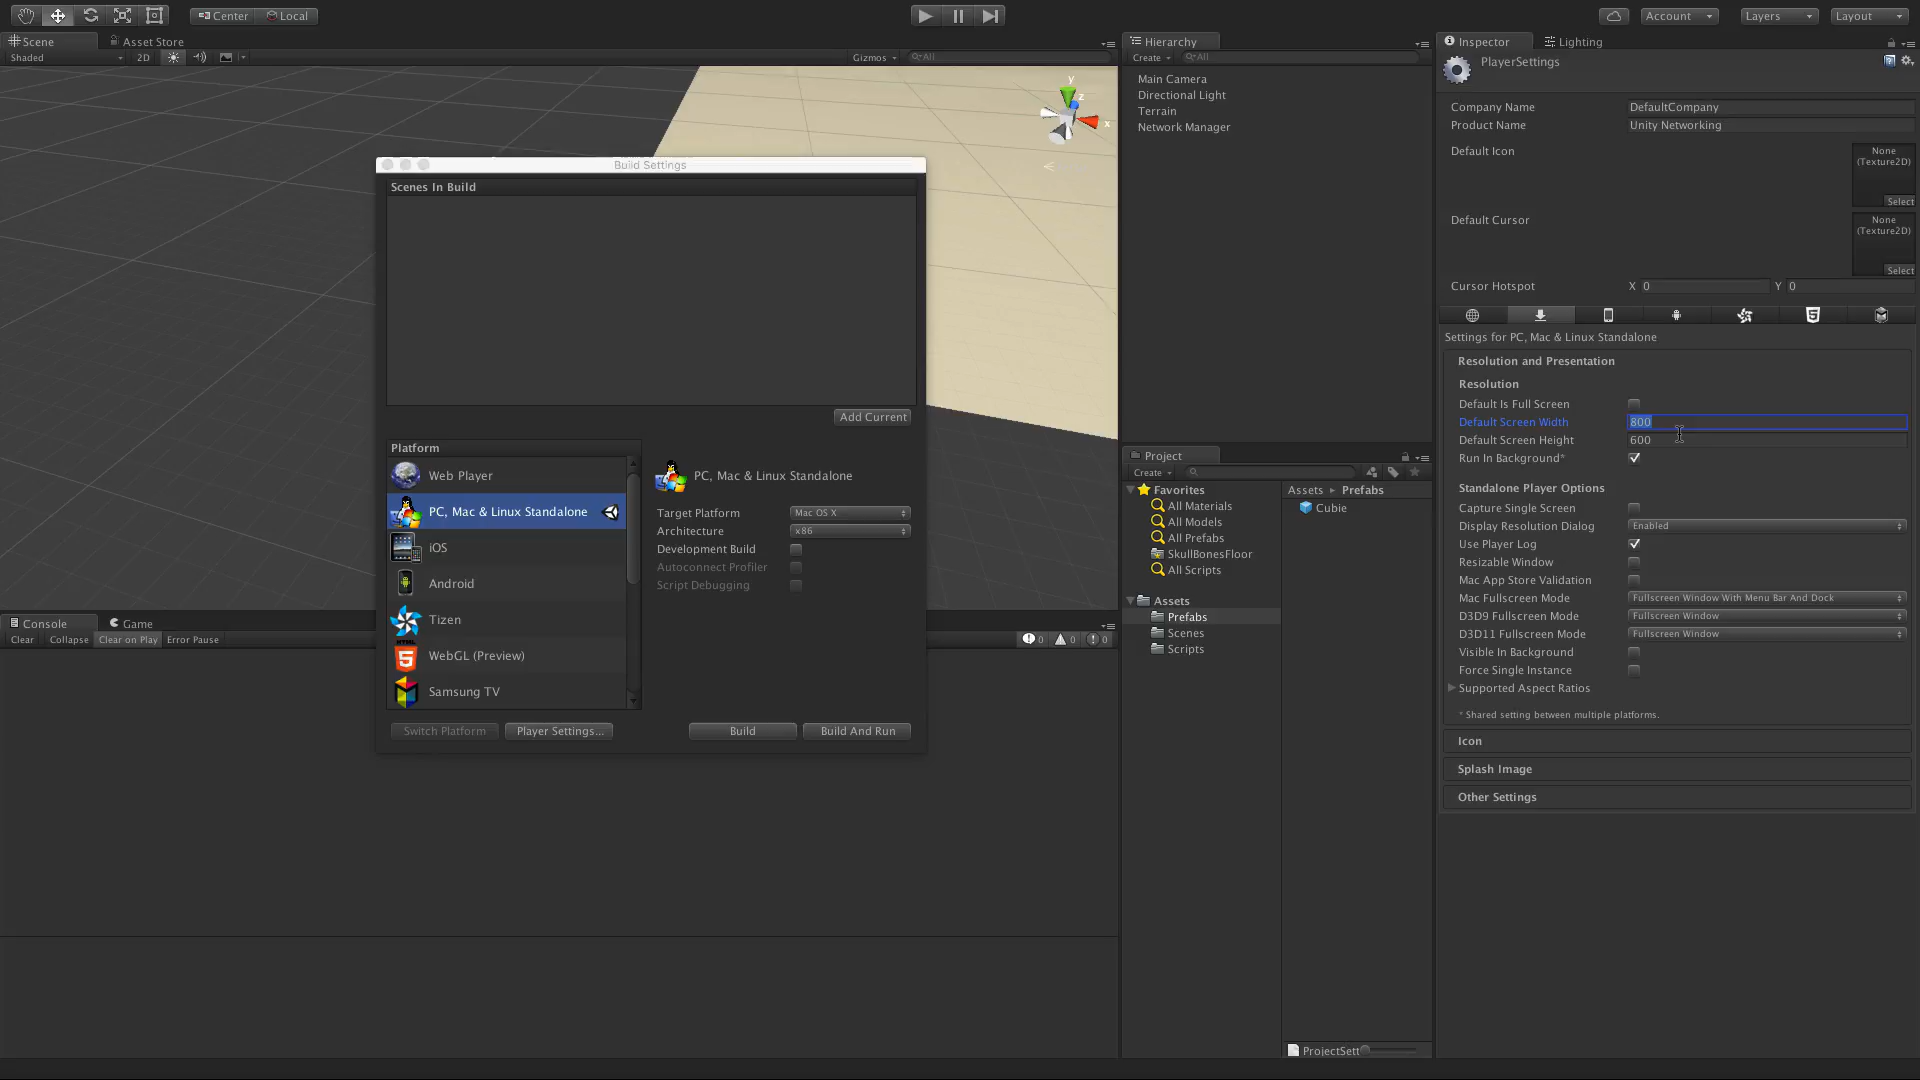 Center Local
Account Layers Layout
Scene Asset Store
Shaded 2D Gizmos All
y
z
x
Build Settings
Scenes In Build
Add Current
Platform
Web Player
PC, Mac & Linux Standalone
iOS
Android
Tizen
WebGL (Preview)
Samsung TV
PC, Mac & Linux Standalone
Target Platform Mac OS X
Architecture x86
Development Build
Autoconnect Profiler
Script Debugging
Switch Platform Player Settings... Build Build And Run
Console Game
Clear Collapse Clear on Play Error Pause 0 0 0
Hierarchy
Create All
Main Camera
Directional Light
Terrain
Network Manager
Project
Create
Favorites
All Materials
All Models
All Prefabs
SkullBonesFloor
All Scripts
Assets
Prefabs
Scenes
Scripts
Assets Prefabs
Cubie
ProjectSett
Inspector Lighting
PlayerSettings
Company Name DefaultCompany
Product Name Unity Networking
Default Icon
None
(Texture2D)
Select
Default Cursor
None
(Texture2D)
Select
Cursor Hotspot X 0 Y 0
Settings for PC, Mac & Linux Standalone
Resolution and Presentation
Resolution
Default Is Full Screen
Default Screen Width 800
Default Screen Height 600
Run In Background*
Standalone Player Options
Capture Single Screen
Display Resolution Dialog Enabled
Use Player Log
Resizable Window
Mac App Store Validation
Mac Fullscreen Mode Fullscreen Window With Menu Bar And Dock
D3D9 Fullscreen Mode Fullscreen Window
D3D11 Fullscreen Mode Fullscreen Window
Visible In Background
Force Single Instance
Supported Aspect Ratios
* Shared setting between multiple platforms.
Icon
Splash Image
Other Settings